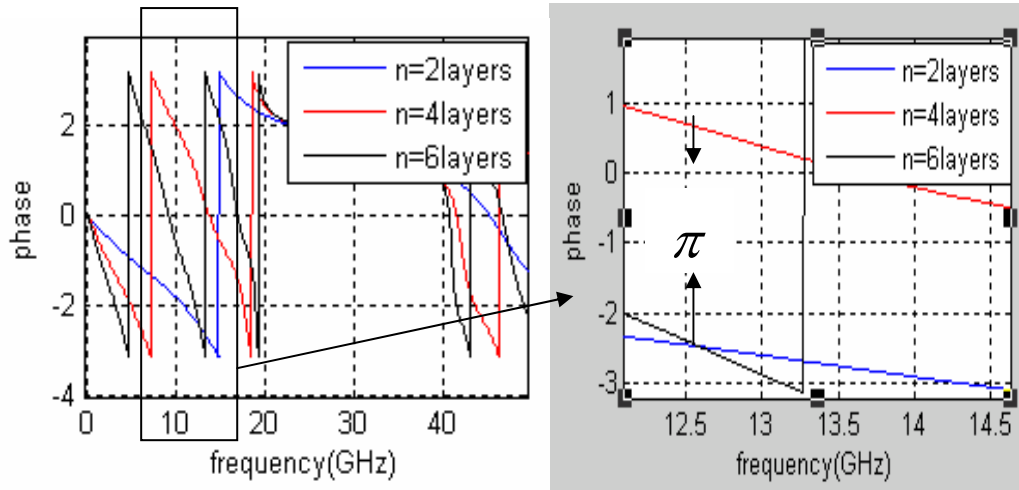 n=2layers
n=4layers
n=6layers
2
0
-2
-4
phase
0
10
20
40
frequency(GHz)
n=2layers
n=4layers
n=6layers
1
0
-1
-2
-3
phase
π
12.5
13
13.5
14
14.5
frequency(GHz)